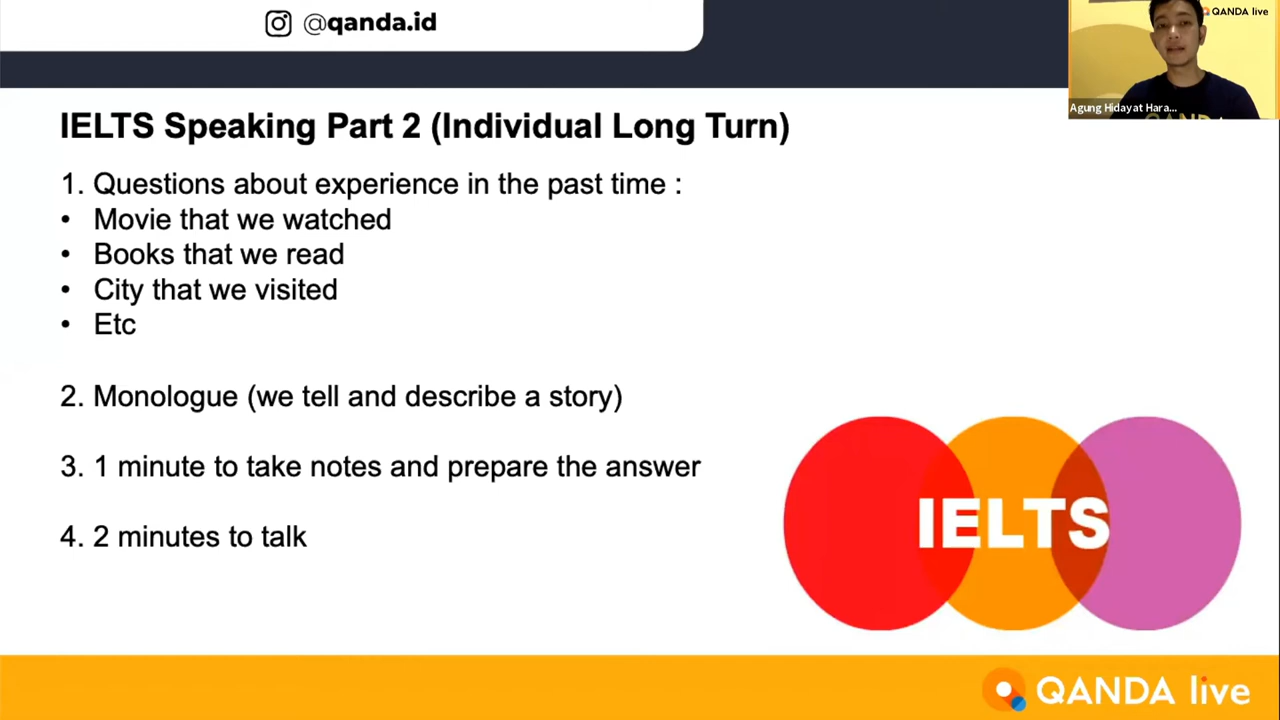 @qanda.id
QANDA live
Agung Hidayat Hara...
IELTS Speaking Part 2 (Individual Long Turn)
1. Questions about experience in the past time :
• Movie that we watched
• Books that we read
• City that we visited
• Etc
2. Monologue (we tell and describe a story)
3. 1 minute to take notes and prepare the answer
4. 2 minutes to talk
IELTS
QANDA live